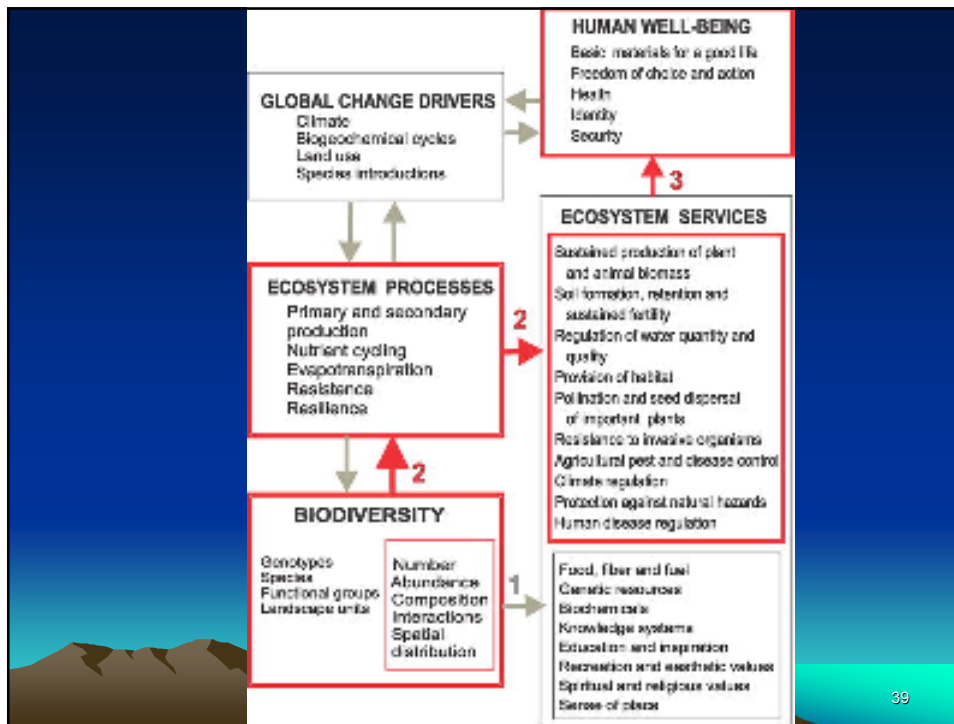 HUMAN WELL-BEING
Basic materials for a good life
Freedom of choice and action
Health
Identity
Security
GLOBAL CHANGE DRIVERS
Climate
Biogeochemical cycles
Land use
Species introductions
3
ECOSYSTEM SERVICES
Sustained production of plant
and animal biomass
Soil formation, retention and
sustained fertility
Regulation of water quantity and
quality
Provision of habitat
Pollination and seed dispersal
of important plants
Resistance to invasive organisms
Agricultural pest and disease control
Climate regulation
Protection against natural hazards
Human disease regulation
ECOSYSTEM PROCESSES
Primary and secondary
production
Nutrient cycling
Evapotranspiration
Resistence
Resilience
2
2
BIODIVERSITY
Genotypes
Species
Functional groups
Landscape units
Number
Abundance
Composition
Interactions
Spatial
distribution
1
Food, fiber and fuel
Genetic resources
Biochemicals
Knowledge systems
Education and inspiration
Recreation and aesthetic values
Spiritual and religious values
Sense of place
39